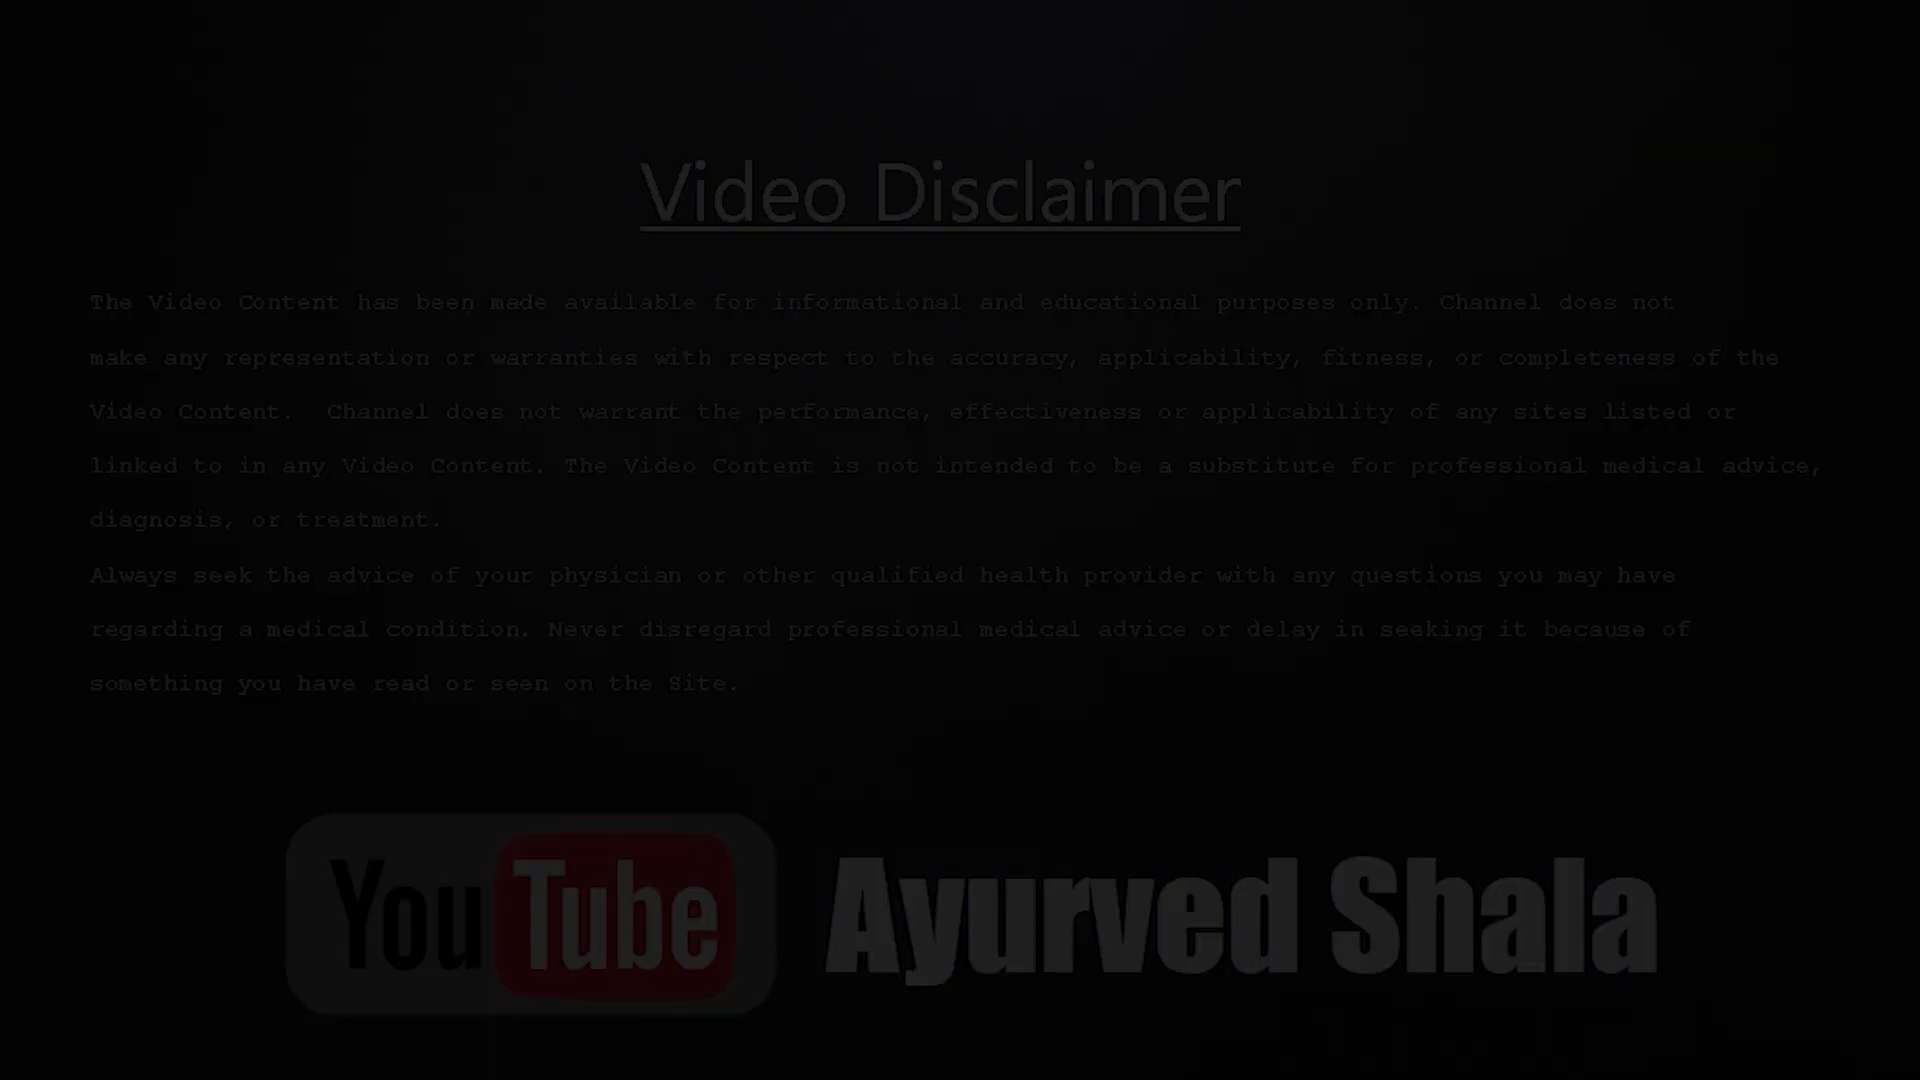 Video Disclaimer
The Video Content has been made available for informational and educational purposes only. Channel does not
make any representation or warranties with respect to the accuracy, applicability, fitness, or completeness of the
Video Content.  Channel does not warrant the performance, effectiveness or applicability of any sites listed or
linked to in any Video Content. The Video Content is not intended to be a substitute for professional medical advice,
diagnosis, or treatment.
Always seek the advice of your physician or other qualified health provider with any questions you may have
regarding a medical condition. Never disregard professional medical advice or delay in seeking it because of
something you have read or seen on the Site.
YouTube Ayurved Shala